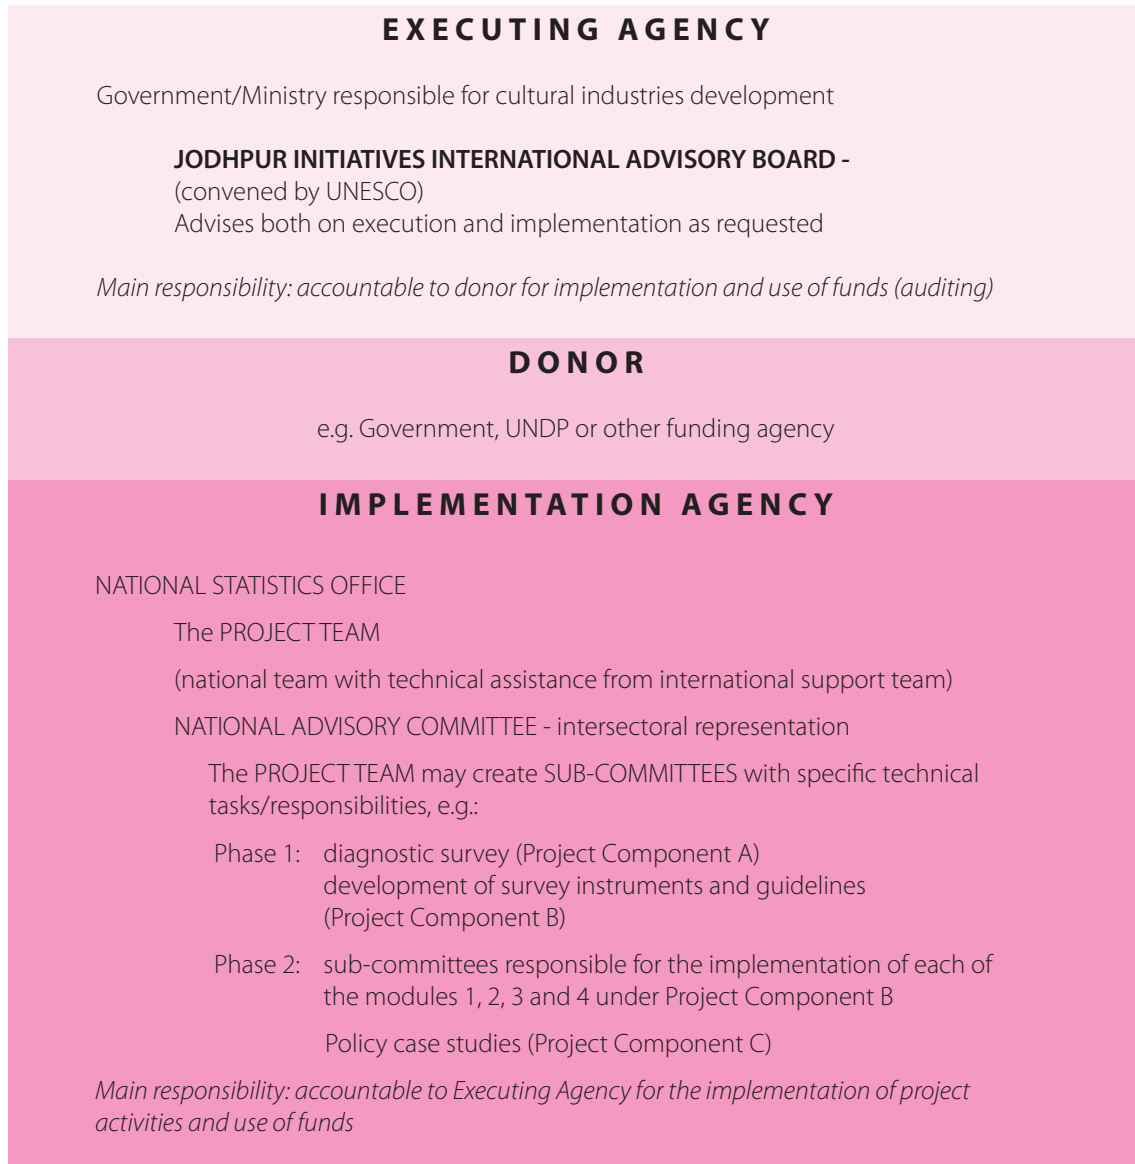 EXECUTING AGENCY
Government/Ministry responsible for cultural industries development
JODHPUR INITIATIVES INTERNATIONAL ADVISORY BOARD -
(convened by UNESCO)
Advises both on execution and implementation as requested
Main responsibility: accountable to donor for implementation and use of funds (auditing)
DONOR
e.g. Government, UNDP or other funding agency
IMPLEMENTATION AGENCY
NATIONAL STATISTICS OFFICE
The PROJECT TEAM
(national team with technical assistance from international support team)
NATIONAL ADVISORY COMMITTEE - intersectoral representation
The PROJECT TEAM may create SUB-COMMITTEES with specific technical
tasks/responsibilities, e.g.:
Phase 1: diagnostic survey (Project Component A)
development of survey instruments and guidelines
(Project Component B)
Phase 2: sub-committees responsible for the implementation of each of
the modules 1, 2, 3 and 4 under Project Component B
Policy case studies (Project Component C)
Main responsibility: accountable to Executing Agency for the implementation of project
activities and use of funds